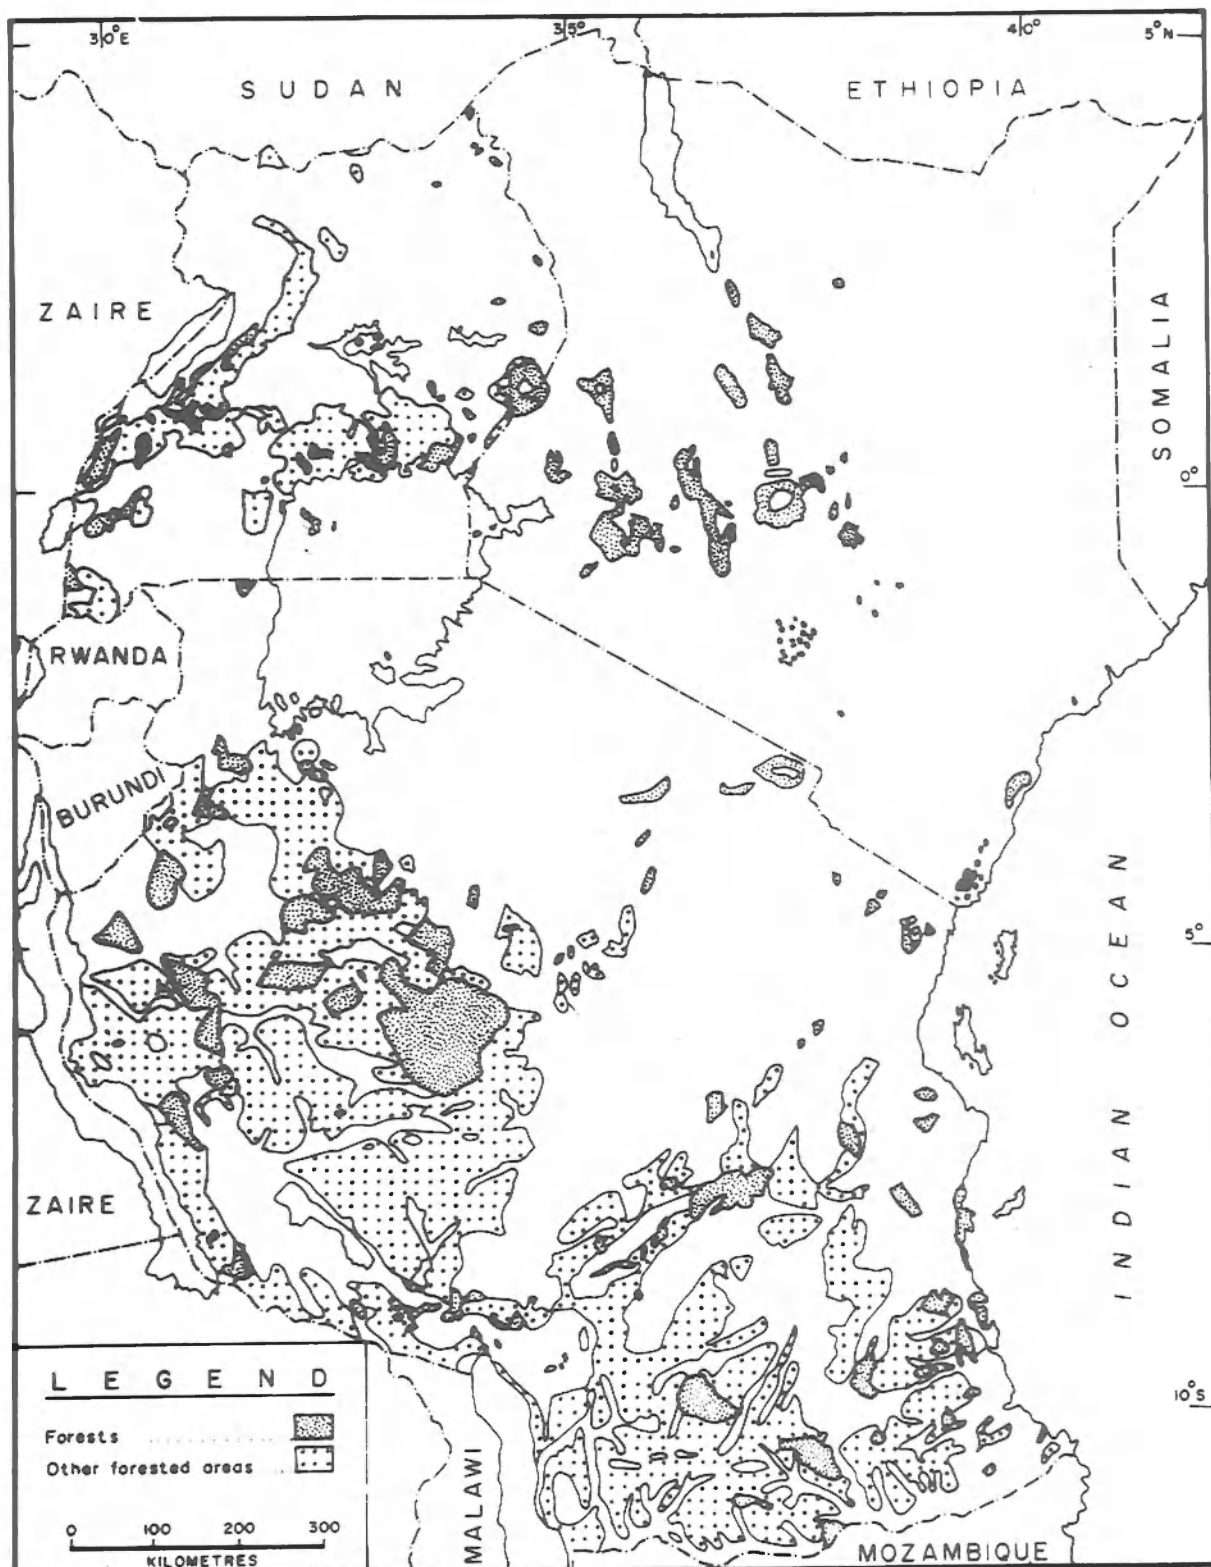 30°E 35° 40° 5°N
SUDAN
ETHIOPIA
ZAIRE
SOMALIA
0°
RWANDA
BURUNDI
INDIAN OCEAN
5°
ZAIRE
10°S
LEGEND
Forests
Other forested areas
0 100 200 300
KILOMETRES
MALAWI
MOZAMBIQUE